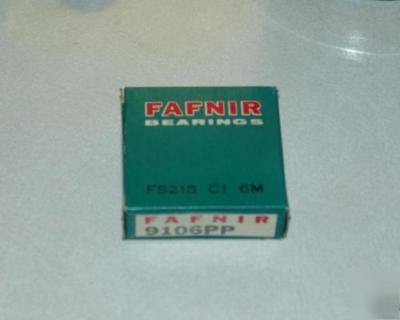 FAFNIR
BEARINGS
FS218 C1 6M
FAFNIR
9106PP